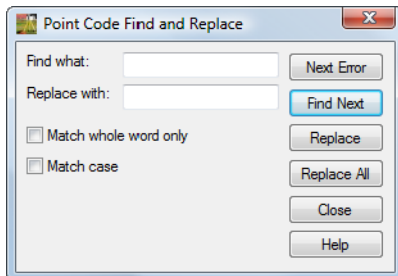 Point Code Find and Replace
Find what:
Next Error
Replace with:
Find Next
Match whole word only
Replace
Match case
Replace All
Close
Help